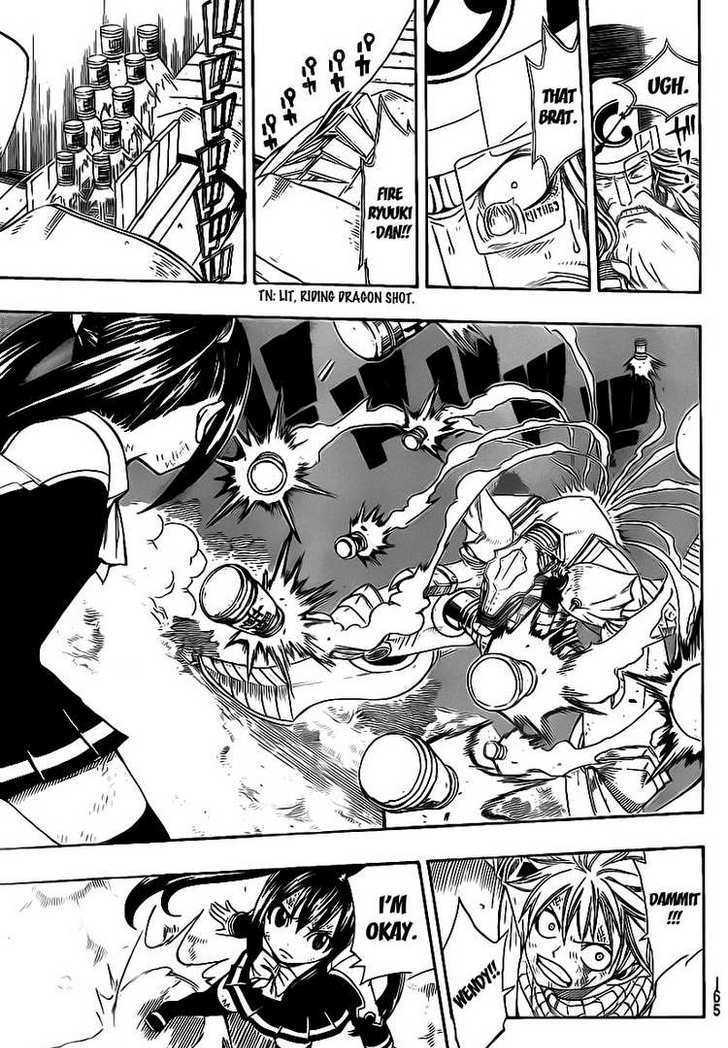 UGH.
THAT
BRAT.
FIRE
RYUUKI
-DAN!!
TN: LIT, RIDING DRAGON SHOT.
DAMMIT
!!!
WENDY!!
I'M
OKAY.
165